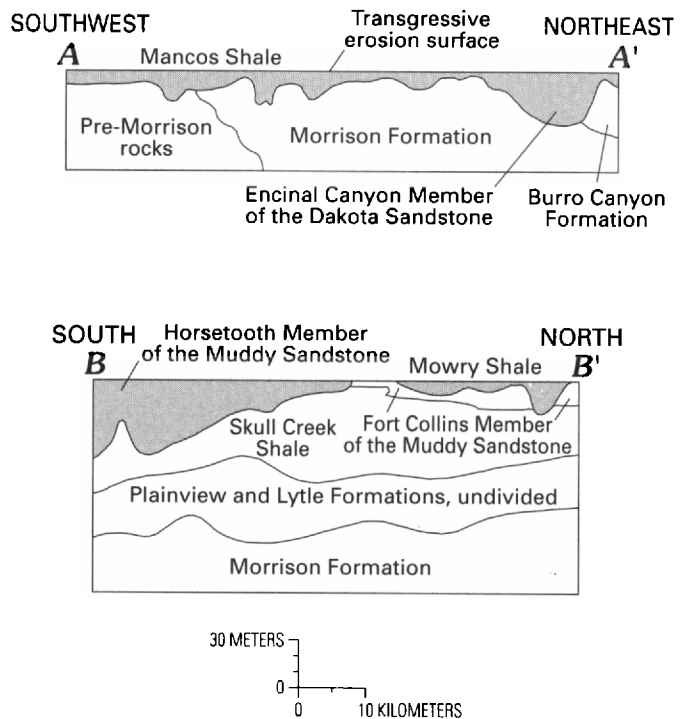 SOUTHWEST
A
Mancos Shale
Transgressive
erosion surface
NORTHEAST
A'
Pre-Morrison
rocks
Morrison Formation
Encinal Canyon Member
of the Dakota Sandstone
Burro Canyon
Formation
SOUTH
B
Horsetooth Member
of the Muddy Sandstone
Mowry Shale
NORTH
B'
Skull Creek
Shale
Fort Collins Member
of the Muddy Sandstone
Plainview and Lytle Formations, undivided
Morrison Formation
30 METERS
0
0
10 KILOMETERS